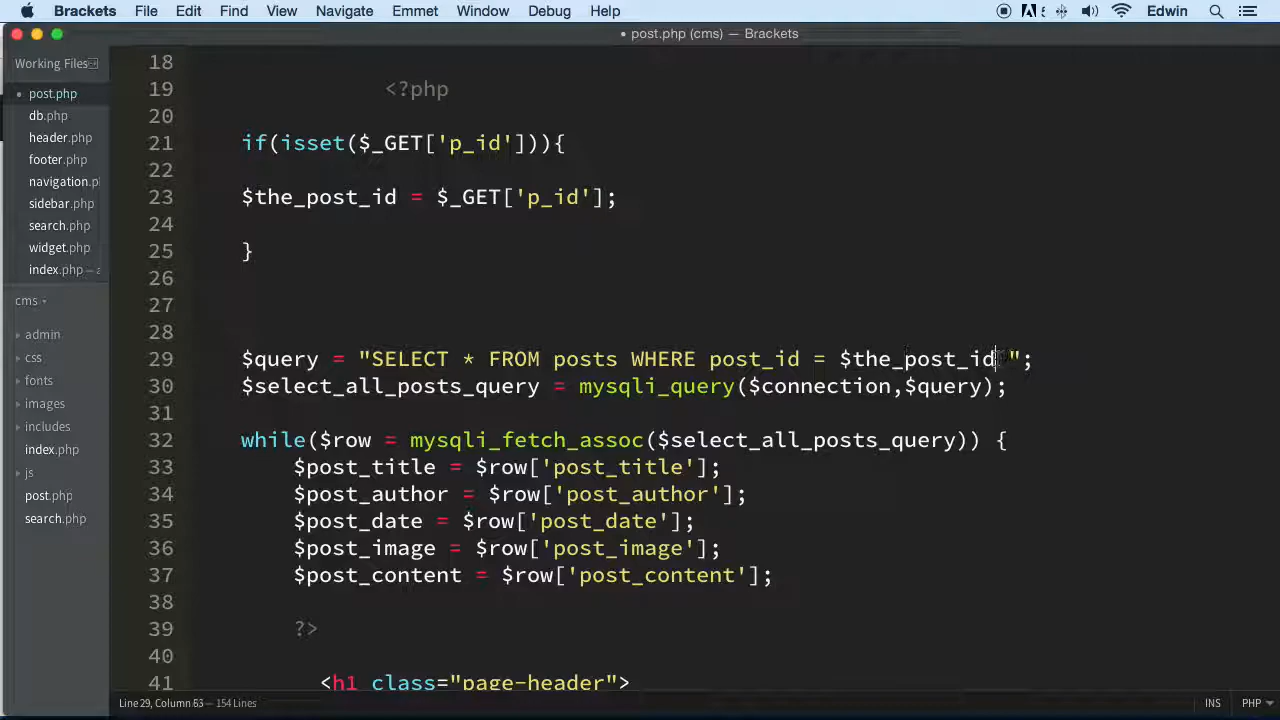 Brackets File Edit Find View Navigate Emmet Window Debug Help Edwin
• post.php (cms) — Brackets
Working Files
• post.php
db.php
header.php
footer.php
navigation.p
sidebar.php
search.php
widget.php
index.php — a
cms
admin
css
fonts
images
includes
index.php
js
post.php
search.php
18
19 <?php
20
21 if(isset($_GET['p_id'])){
22
23 $the_post_id = $_GET['p_id'];
24
25 }
26
27
28
29 $query = "SELECT * FROM posts WHERE post_id = $the_post_id ";
30 $select_all_posts_query = mysqli_query($connection,$query);
31
32 while($row = mysqli_fetch_assoc($select_all_posts_query)) {
33 $post_title = $row['post_title'];
34 $post_author = $row['post_author'];
35 $post_date = $row['post_date'];
36 $post_image = $row['post_image'];
37 $post_content = $row['post_content'];
38
39 ?>
40
41 <h1 class="page-header">
Line 29, Column 63 — 154 Lines INS PHP